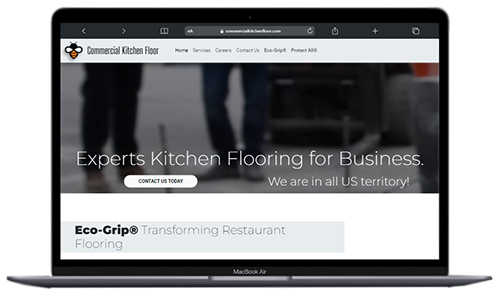 AA commercialkitchenfloor.com
Commercial Kitchen Floor Home Services Careers Contact Us Eco-Grip® Protect All®
Experts Kitchen Flooring for Business.
CONTACT US TODAY We are in all US territory!
Eco-Grip® Transforming Restaurant
Flooring
MacBook Air